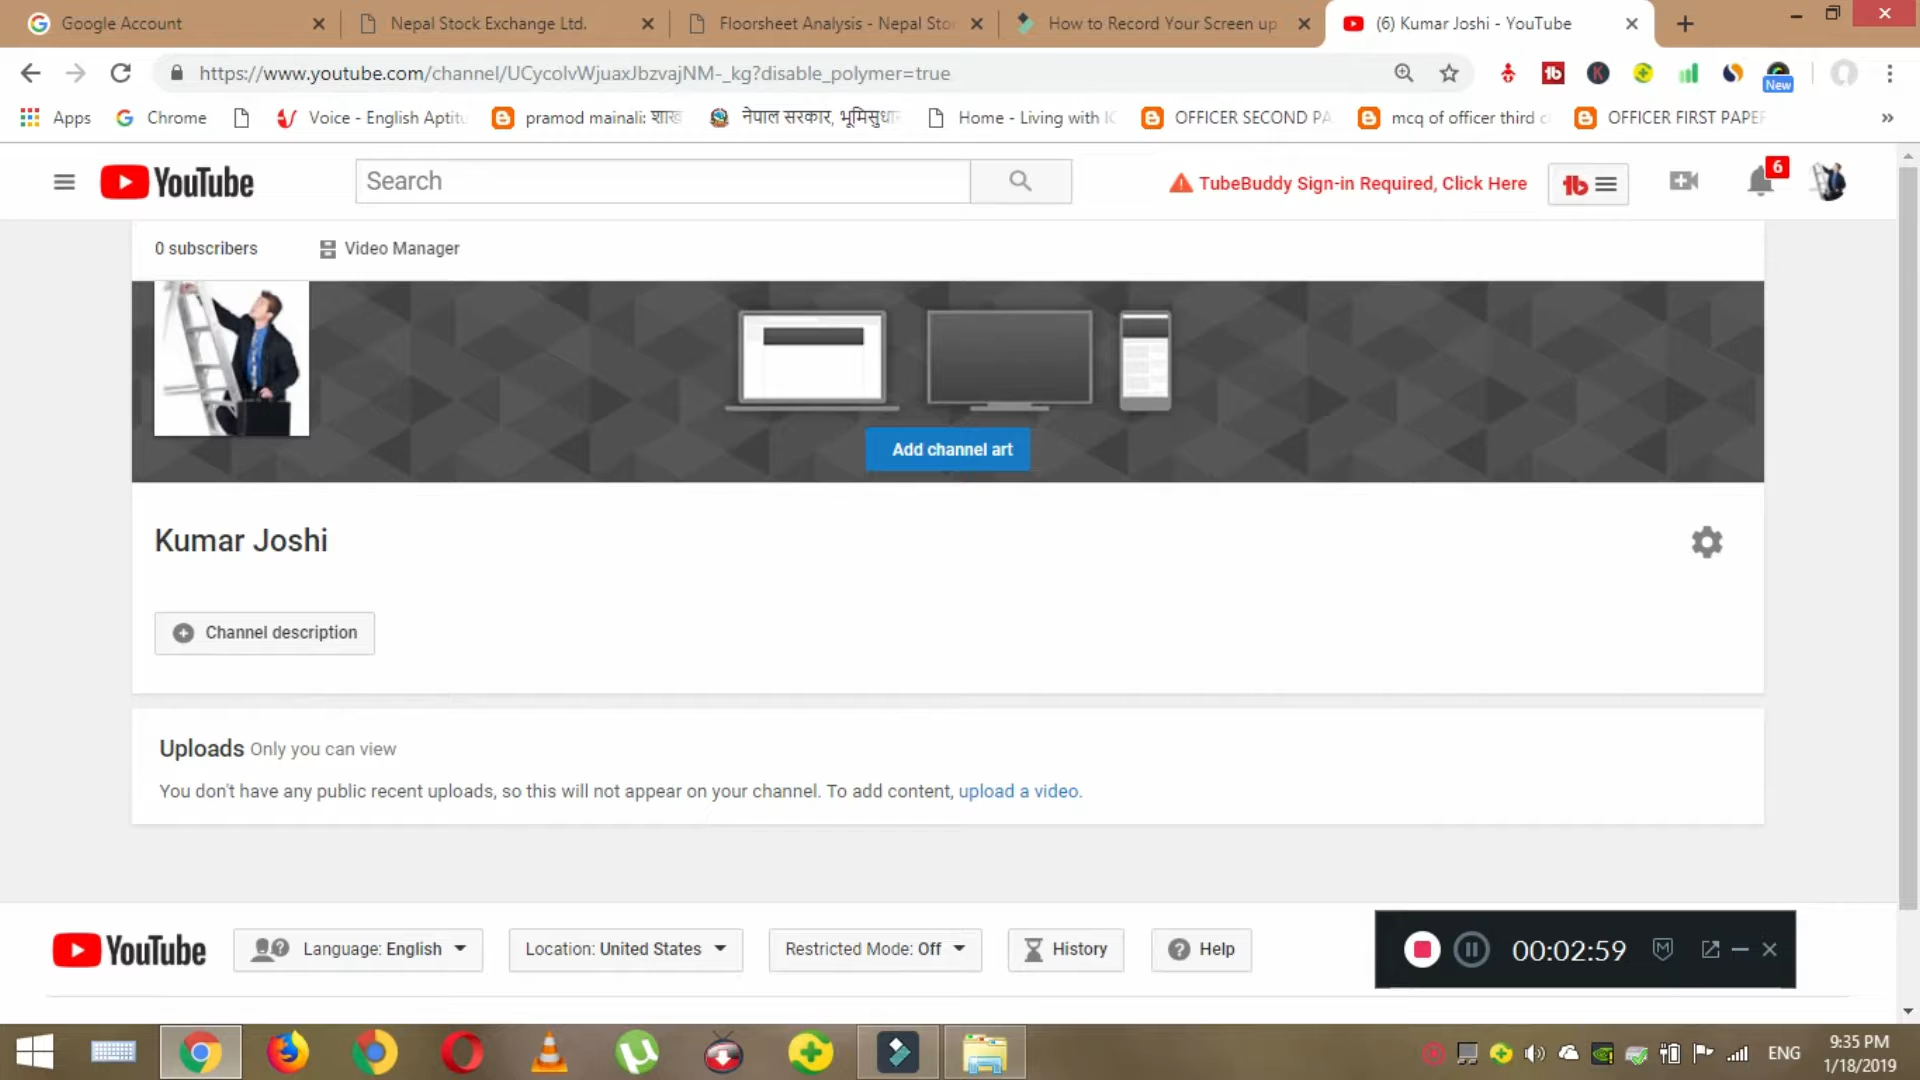 Google Account
Nepal Stock Exchange Ltd.
Floorsheet Analysis - Nepal Sto
How to Record Your Screen up
(6) Kumar Joshi - YouTube
https://www.youtube.com/channel/UCycolvWjuaxJbzvajNM-_kg?disable_polymer=true
New
Apps
Chrome
Voice - English Aptitu
pramod mainali: शाख
नेपाल सरकार, भूमिसुधा
Home - Living with IC
OFFICER SECOND PA
mcq of officer third c
OFFICER FIRST PAPER
»
YouTube
Search
TubeBuddy Sign-in Required, Click Here
6
0 subscribers
Video Manager
Add channel art
Kumar Joshi
Channel description
Uploads Only you can view
You don't have any public recent uploads, so this will not appear on your channel. To add content, upload a video.
YouTube
Language: English
Location: United States
Restricted Mode: Off
History
Help
00:02:59
ENG
9:35 PM
1/18/2019